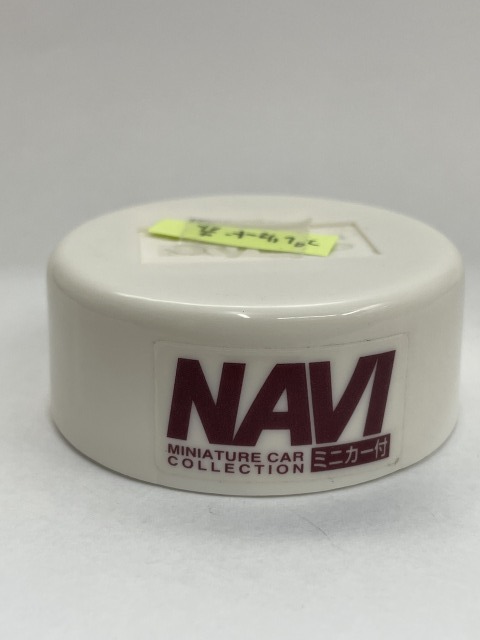 NAVI
MINIATURE CAR
COLLECTION ミニカー付